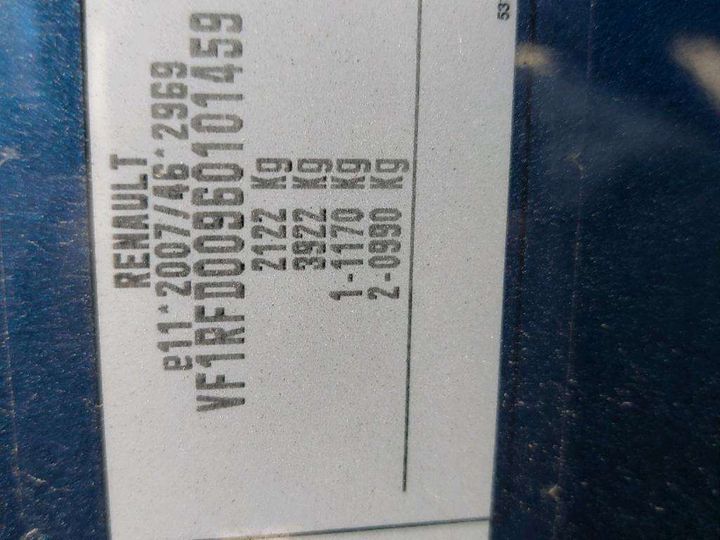 RENAULT
e11*2007/46*2969
VF1RFD00960101459
2122 Kg
3922 Kg
1-1170 Kg
2-0990 Kg